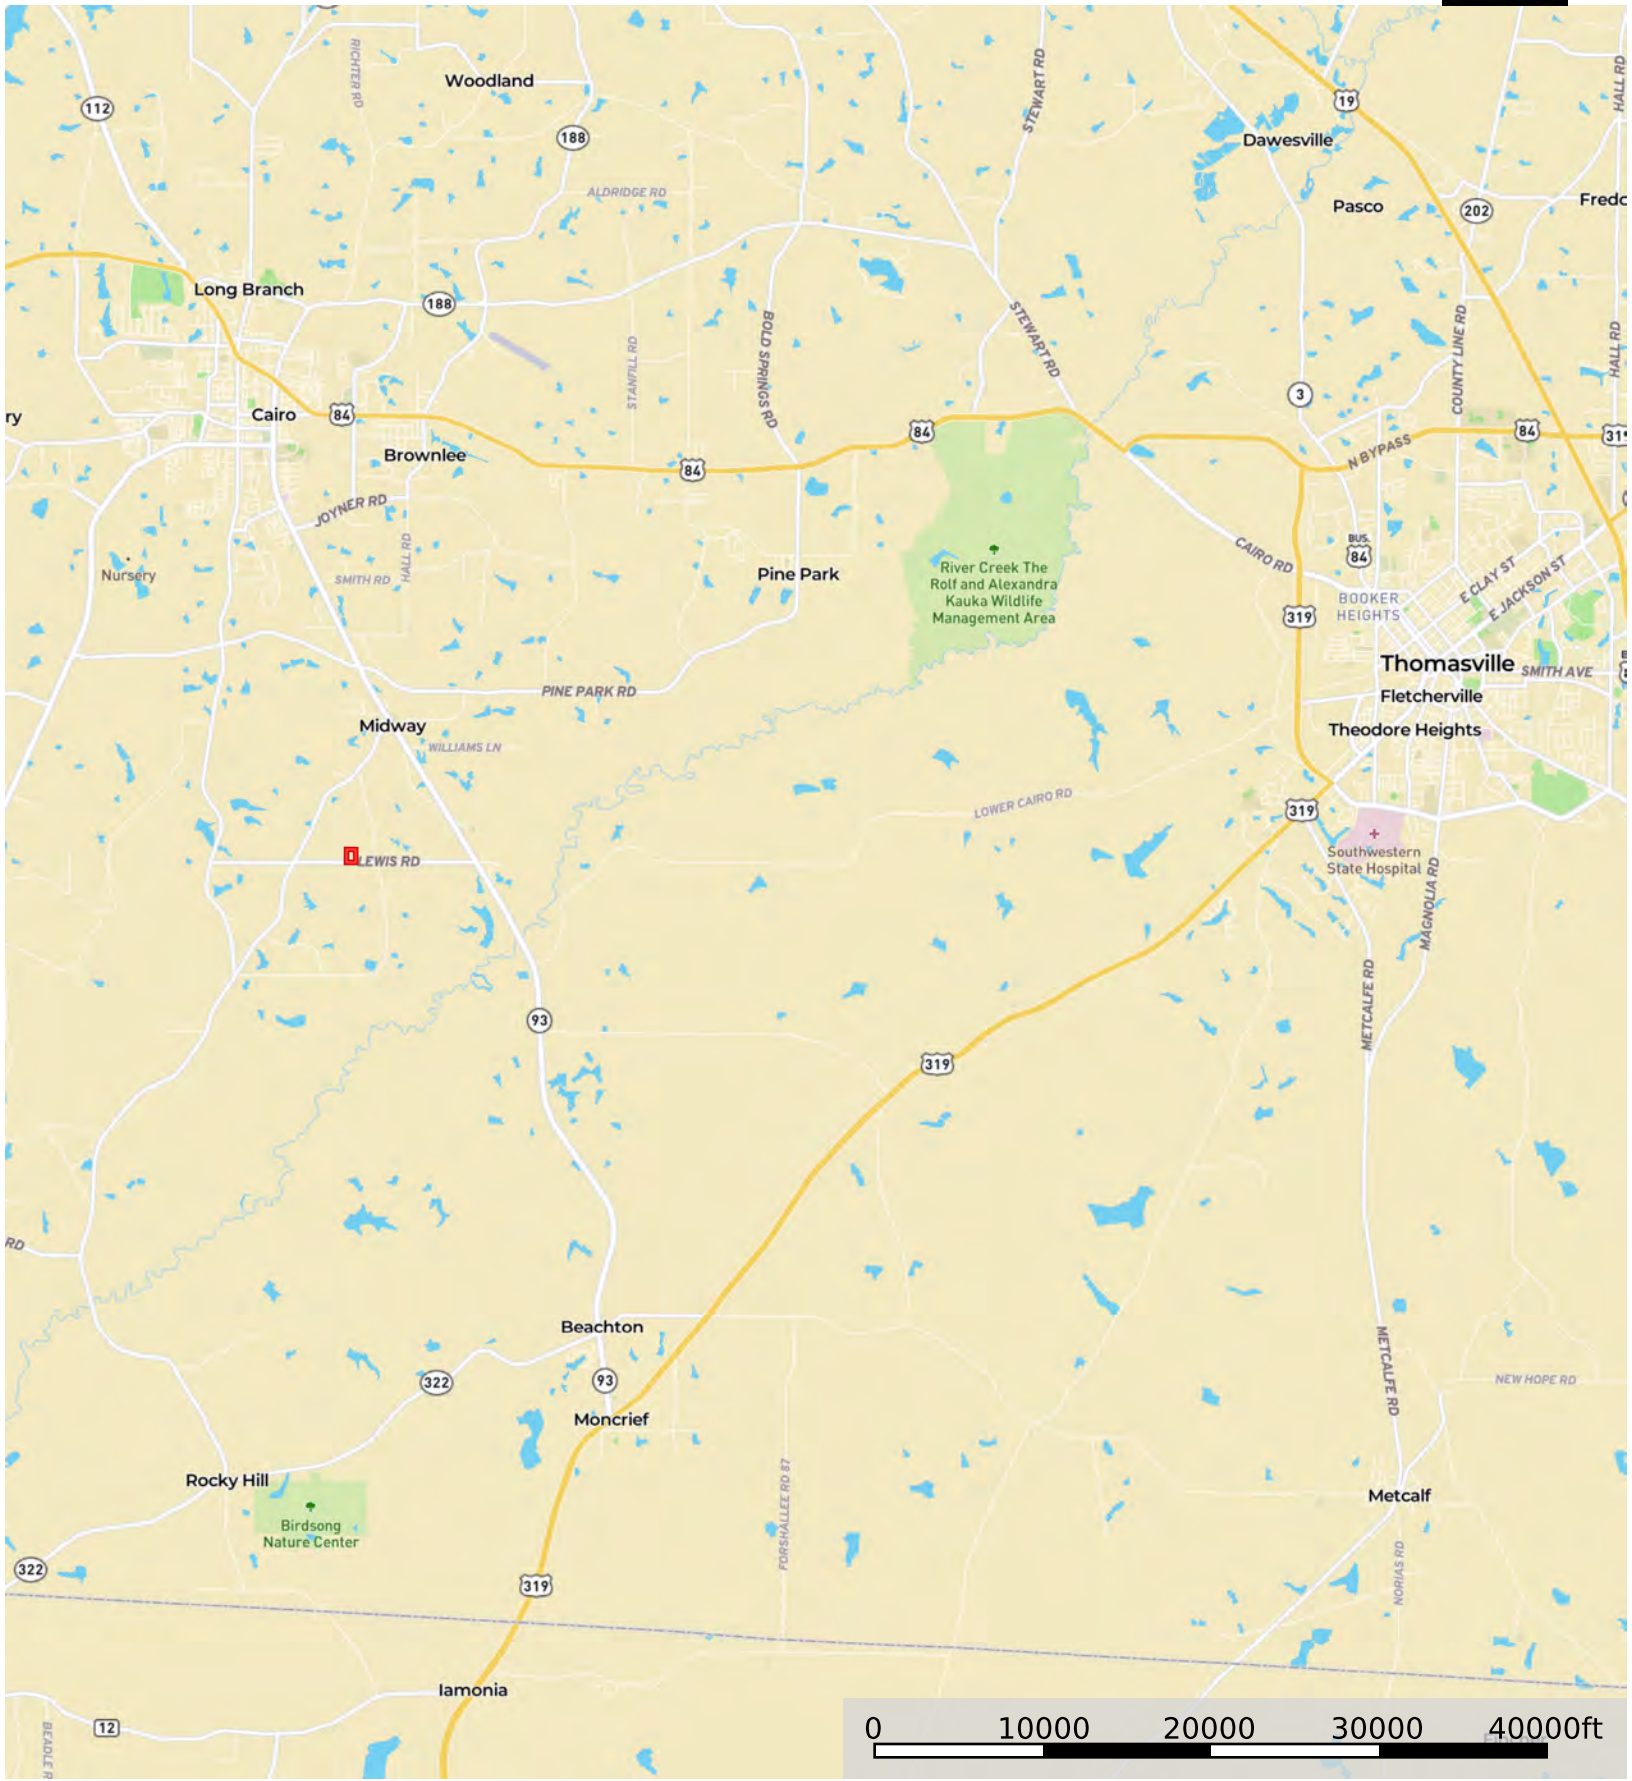 Woodland
RICHTER RD
112
188
STEWART RD
19
HALL RD
Dawesville
ALDRIDGE RD
Pasco
202
Fredo
Long Branch
188
BOLD SPRINGS RD
STANFILL RD
STEWART RD
COUNTY LINE RD
HALL RD
3
ry
Cairo
84
Brownlee
84
84
N BYPASS
84
JOYNER RD
HALL RD
SMITH RD
Nursery
Pine Park
River Creek The
Rolf and Alexandra
Kauka Wildlife
Management Area
CAIRO RD
BUS.
84
BOOKER
HEIGHTS
E CLAY ST
E JACKSON ST
319
Thomasville
SMITH AVE
Fletcherville
Theodore Heights
PINE PARK RD
Midway
WILLIAMS LN
LOWER CAIRO RD
319
LEWIS RD
Southwestern
State Hospital
MAGNOLIA RD
METCALFE RD
93
319
RD
Beachton
322
93
Moncrief
METCALFE RD
NEW HOPE RD
Rocky Hill
Birdsong
Nature Center
FORSHALLEE RD 87
Metcalf
NORIAS RD
322
319
Iamonia
12
BEADLE R
0 10000 20000 30000 40000ft